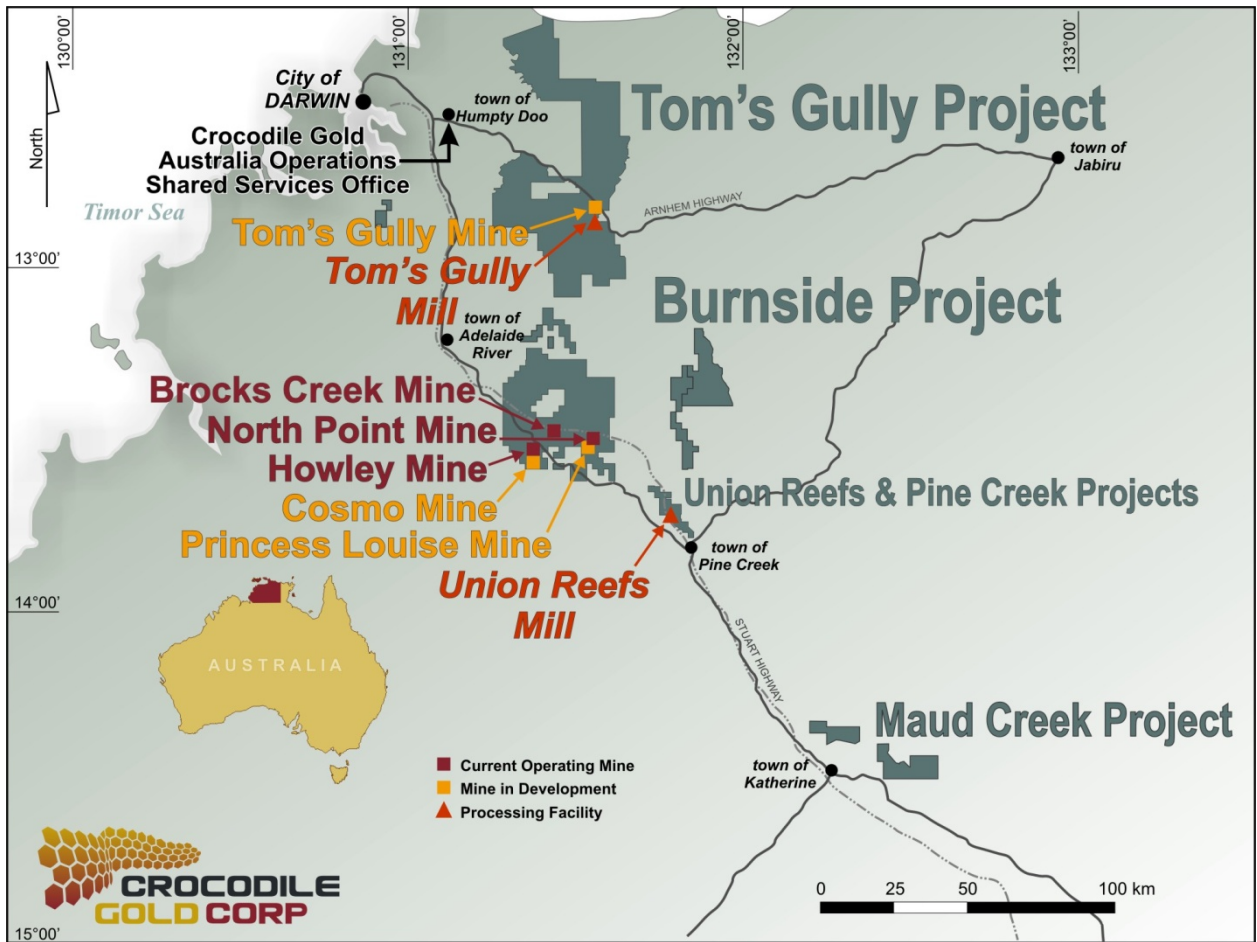 130°00'
131°00'
132°00'
133°00'
North
City of
DARWIN
town of
Humpty Doo
Crocodile Gold
Australia Operations
Shared Services Office
Tom's Gully Project
town of
Jabiru
Timor Sea
ARNHEM HIGHWAY
Tom's Gully Mine
Tom's Gully
Mill
13°00'
Burnside Project
town of
Adelaide
River
Brocks Creek Mine
North Point Mine
Howley Mine
Cosmo Mine
Princess Louise Mine
Union Reefs & Pine Creek Projects
town of
Pine Creek
Union Reefs
Mill
14°00'
AUSTRALIA
STUART HIGHWAY
Maud Creek Project
town of
Katherine
Current Operating Mine
Mine in Development
Processing Facility
CROCODILE
GOLD CORP
0 25 50 100 km
15°00'